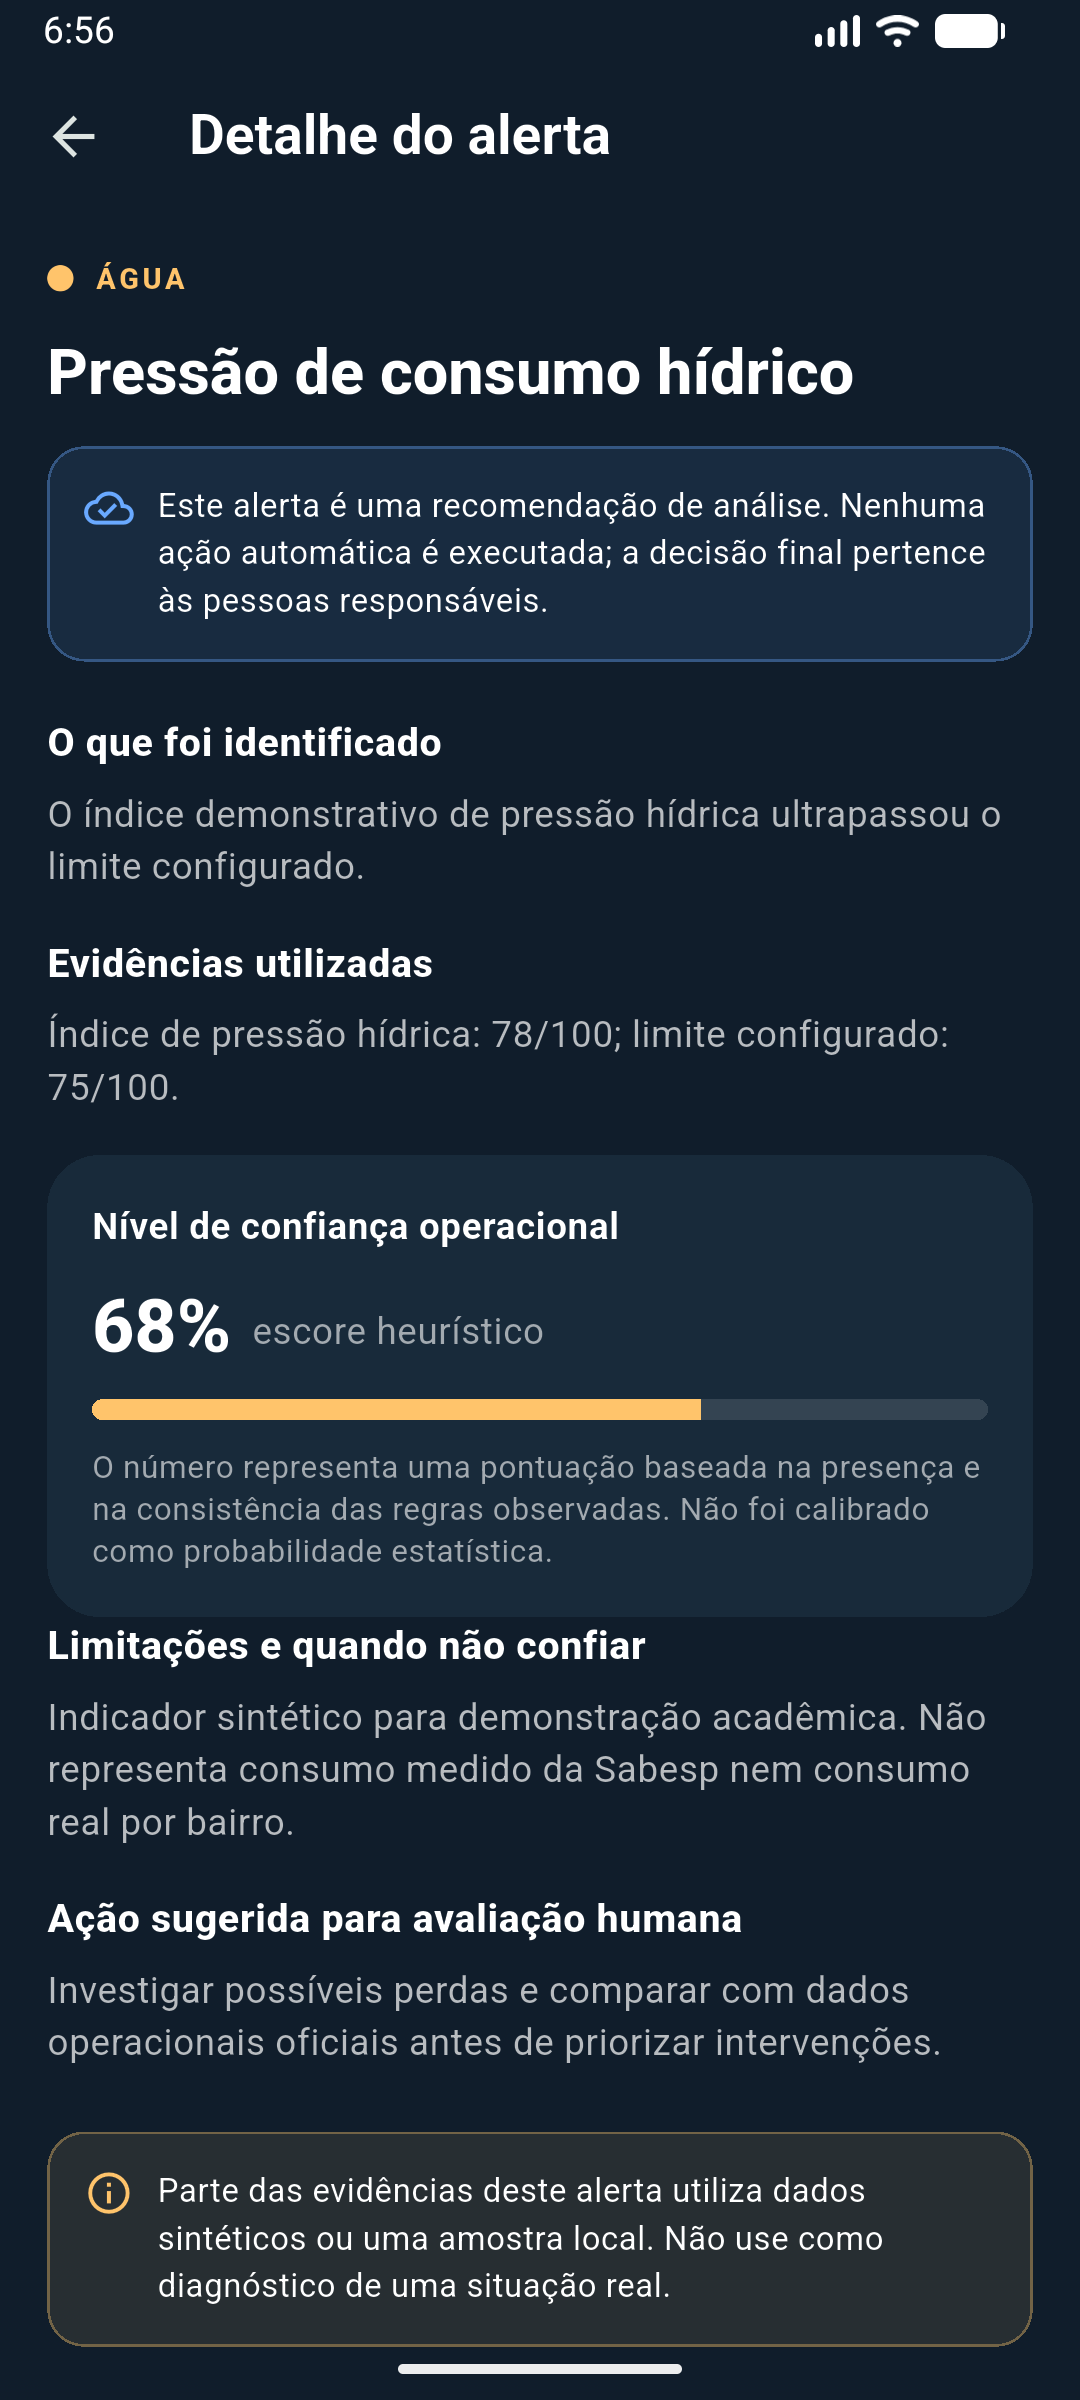 6:56
Detalhe do alerta
ÁGUA
Pressão de consumo hídrico
Este alerta é uma recomendação de análise. Nenhuma
ação automática é executada; a decisão final pertence
às pessoas responsáveis.
O que foi identificado
O índice demonstrativo de pressão hídrica ultrapassou o
limite configurado.
Evidências utilizadas
Índice de pressão hídrica: 78/100; limite configurado:
75/100.
Nível de confiança operacional
68% escore heurístico
O número representa uma pontuação baseada na presença e
na consistência das regras observadas. Não foi calibrado
como probabilidade estatística.
Limitações e quando não confiar
Indicador sintético para demonstração acadêmica. Não
representa consumo medido da Sabesp nem consumo
real por bairro.
Ação sugerida para avaliação humana
Investigar possíveis perdas e comparar com dados
operacionais oficiais antes de priorizar intervenções.
Parte das evidências deste alerta utiliza dados
sintéticos ou uma amostra local. Não use como
diagnóstico de uma situação real.